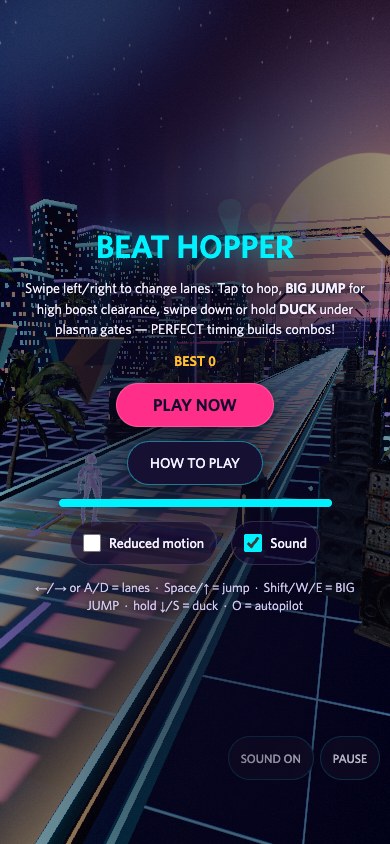 BEAT HOPPER
Swipe left/right to change lanes. Tap to hop, BIG JUMP for
high boost clearance, swipe down or hold DUCK under
plasma gates — PERFECT timing builds combos!
BEST 0
PLAY NOW
HOW TO PLAY
Reduced motion
Sound
←/→ or A/D = lanes · Space/↑ = jump · Shift/W/E = BIG
JUMP · hold ↓/S = duck · O = autopilot
SOUND ON
PAUSE